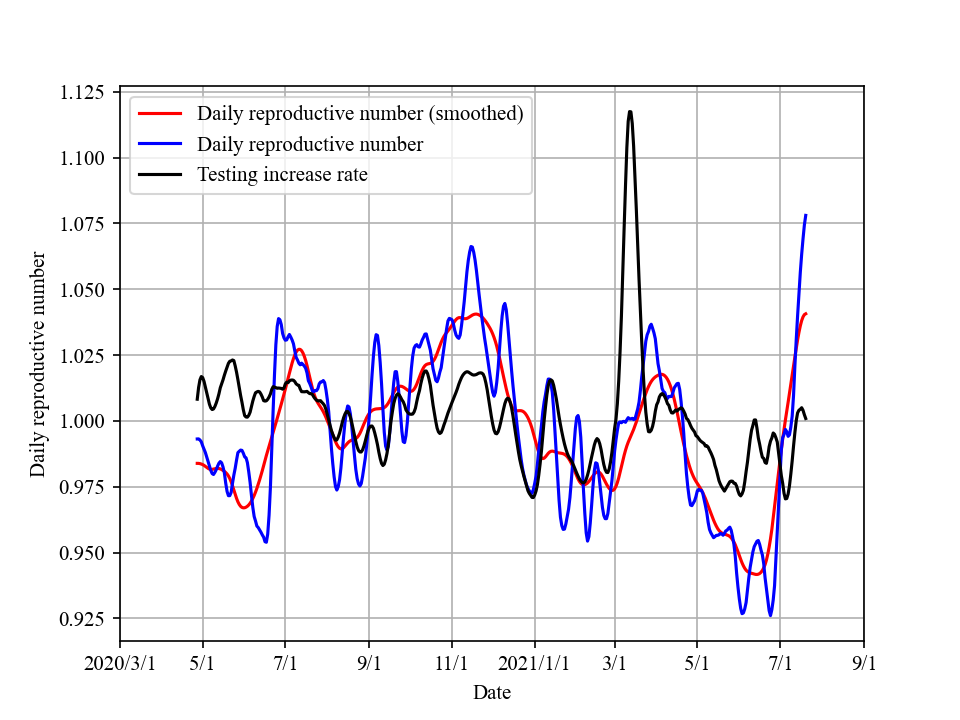 1.125
1.100
1.075
1.050
1.025
1.000
0.975
0.950
0.925
Daily reproductive number
Daily reproductive number (smoothed)
Daily reproductive number
Testing increase rate
2020/3/1 5/1 7/1 9/1 11/1 2021/1/1 3/1 5/1 7/1 9/1
Date